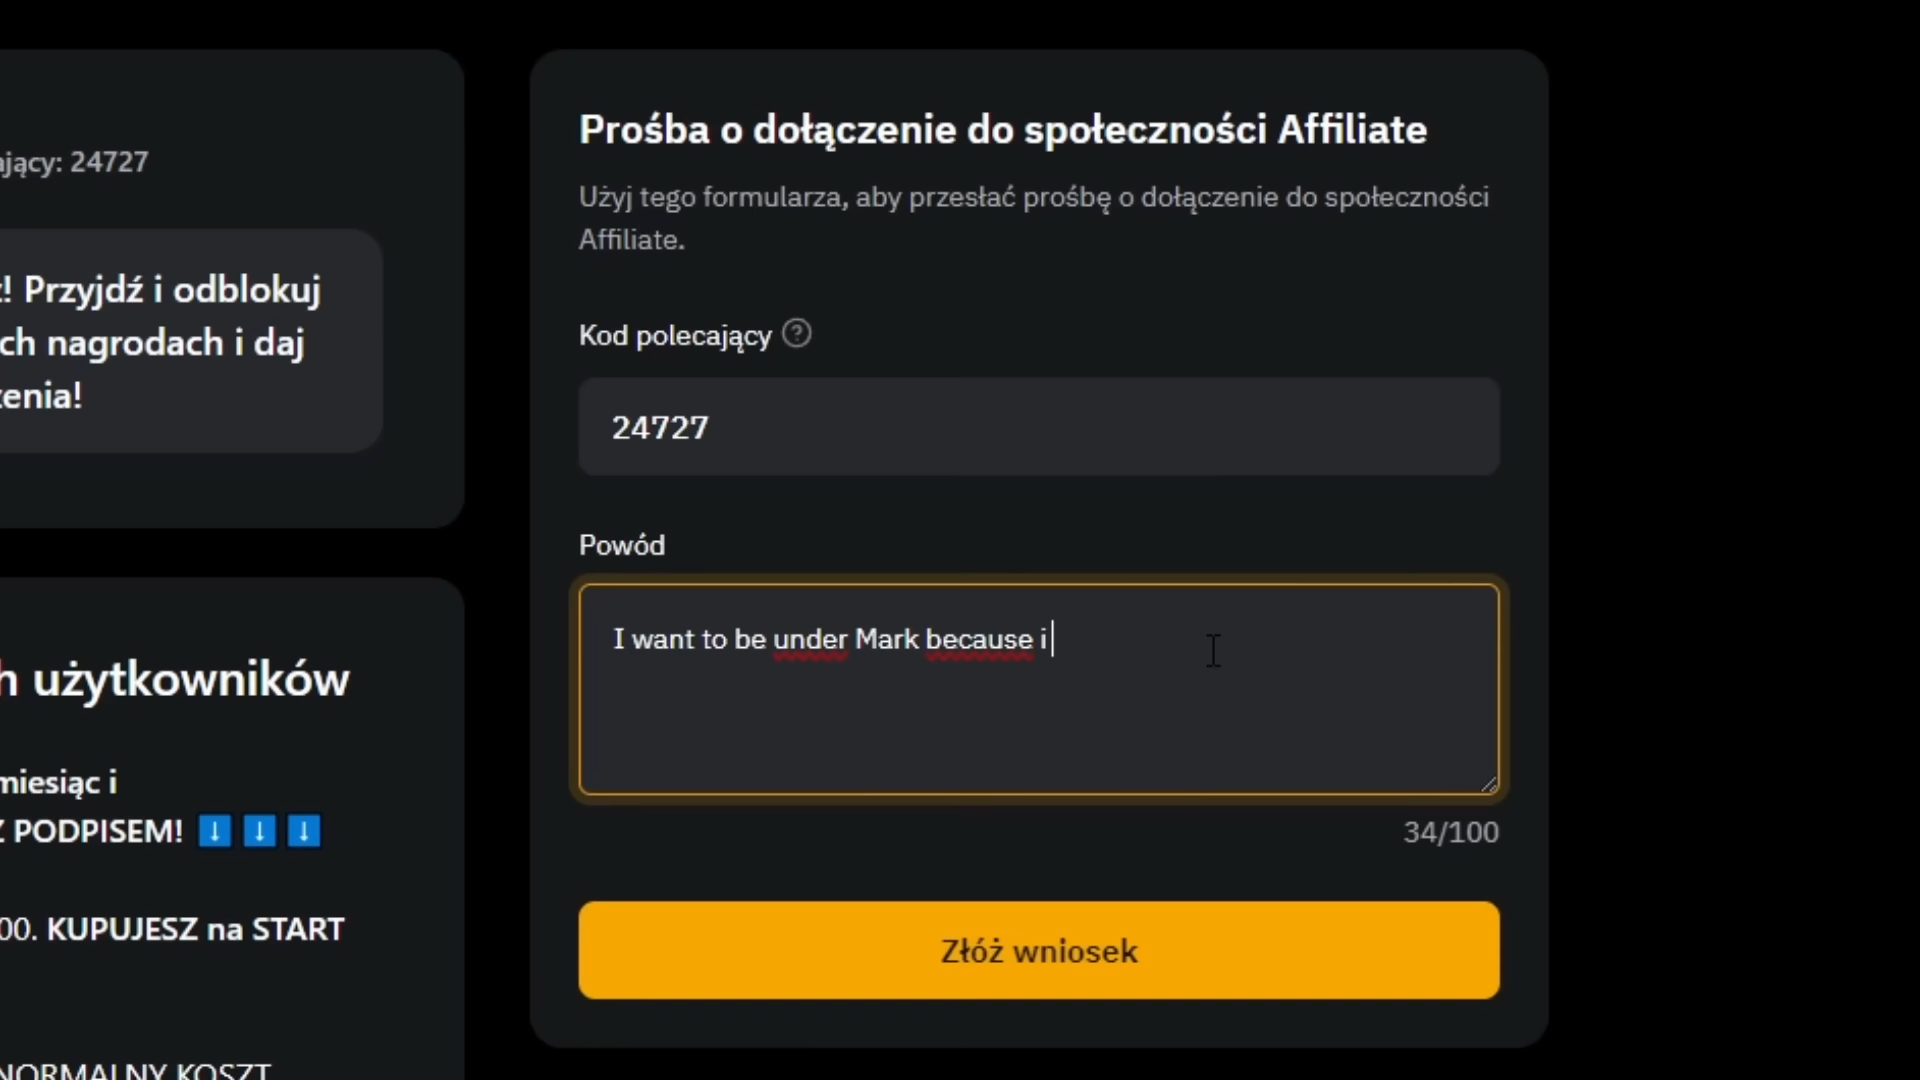 ający: 24727
! Przyjdź i odblokuj
ch nagrodach i daj
zenia!
h użytkowników
miesiąc i
Z PODPISEM! ⬇️ ⬇️ ⬇️
00. KUPUJESZ na START
NORMALNY KOSZT
Prośba o dołączenie do społeczności Affiliate
Użyj tego formularza, aby przesłać prośbę o dołączenie do społeczności
Affiliate.
Kod polecający ?
24727
Powód
I want to be under Mark because i
34/100
Złóż wniosek